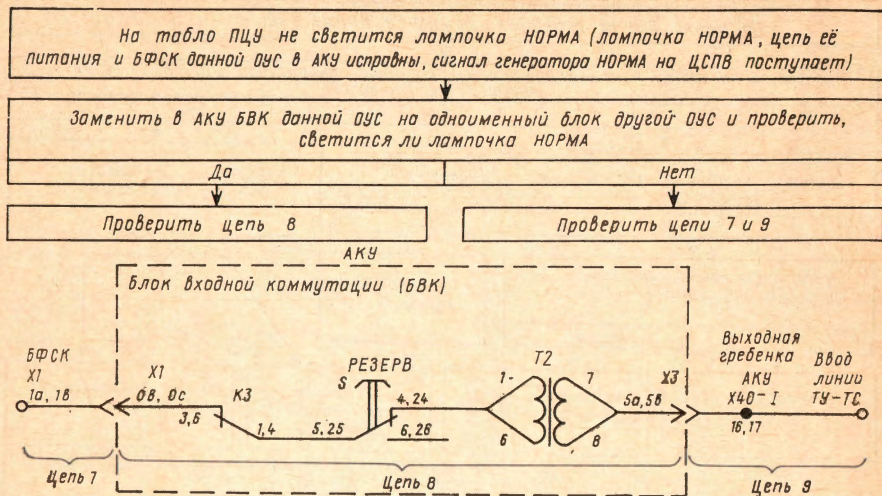 На табло ПЦУ не светится лампочка НОРМА (лампочка НОРМА, цепь её
питания и БФСК данной ОУС в АКУ исправны, сигнал генератора НОРМА на ЦСПВ поступает)
Заменить в АКУ БВК данной ОУС на одноименный блок другой ОУС и проверить,
светится ли лампочка НОРМА
Да
Нет
Проверить цепь 8
Проверить цепи 7 и 9
АКУ
Блок входной коммутации (БВК)
БФСК
X1
1а, 1в
X1
0в, 0с
К3
3,6
1,4
РЕЗЕРВ
S
5,25
4,24
6,26
T2
1
6
7
8
X3
5а,5в
Выходная
гребенка
АКУ
X40-I
16,17
Ввод
линии
ТУ-ТС
Цепь 7
Цепь 8
Цепь 9